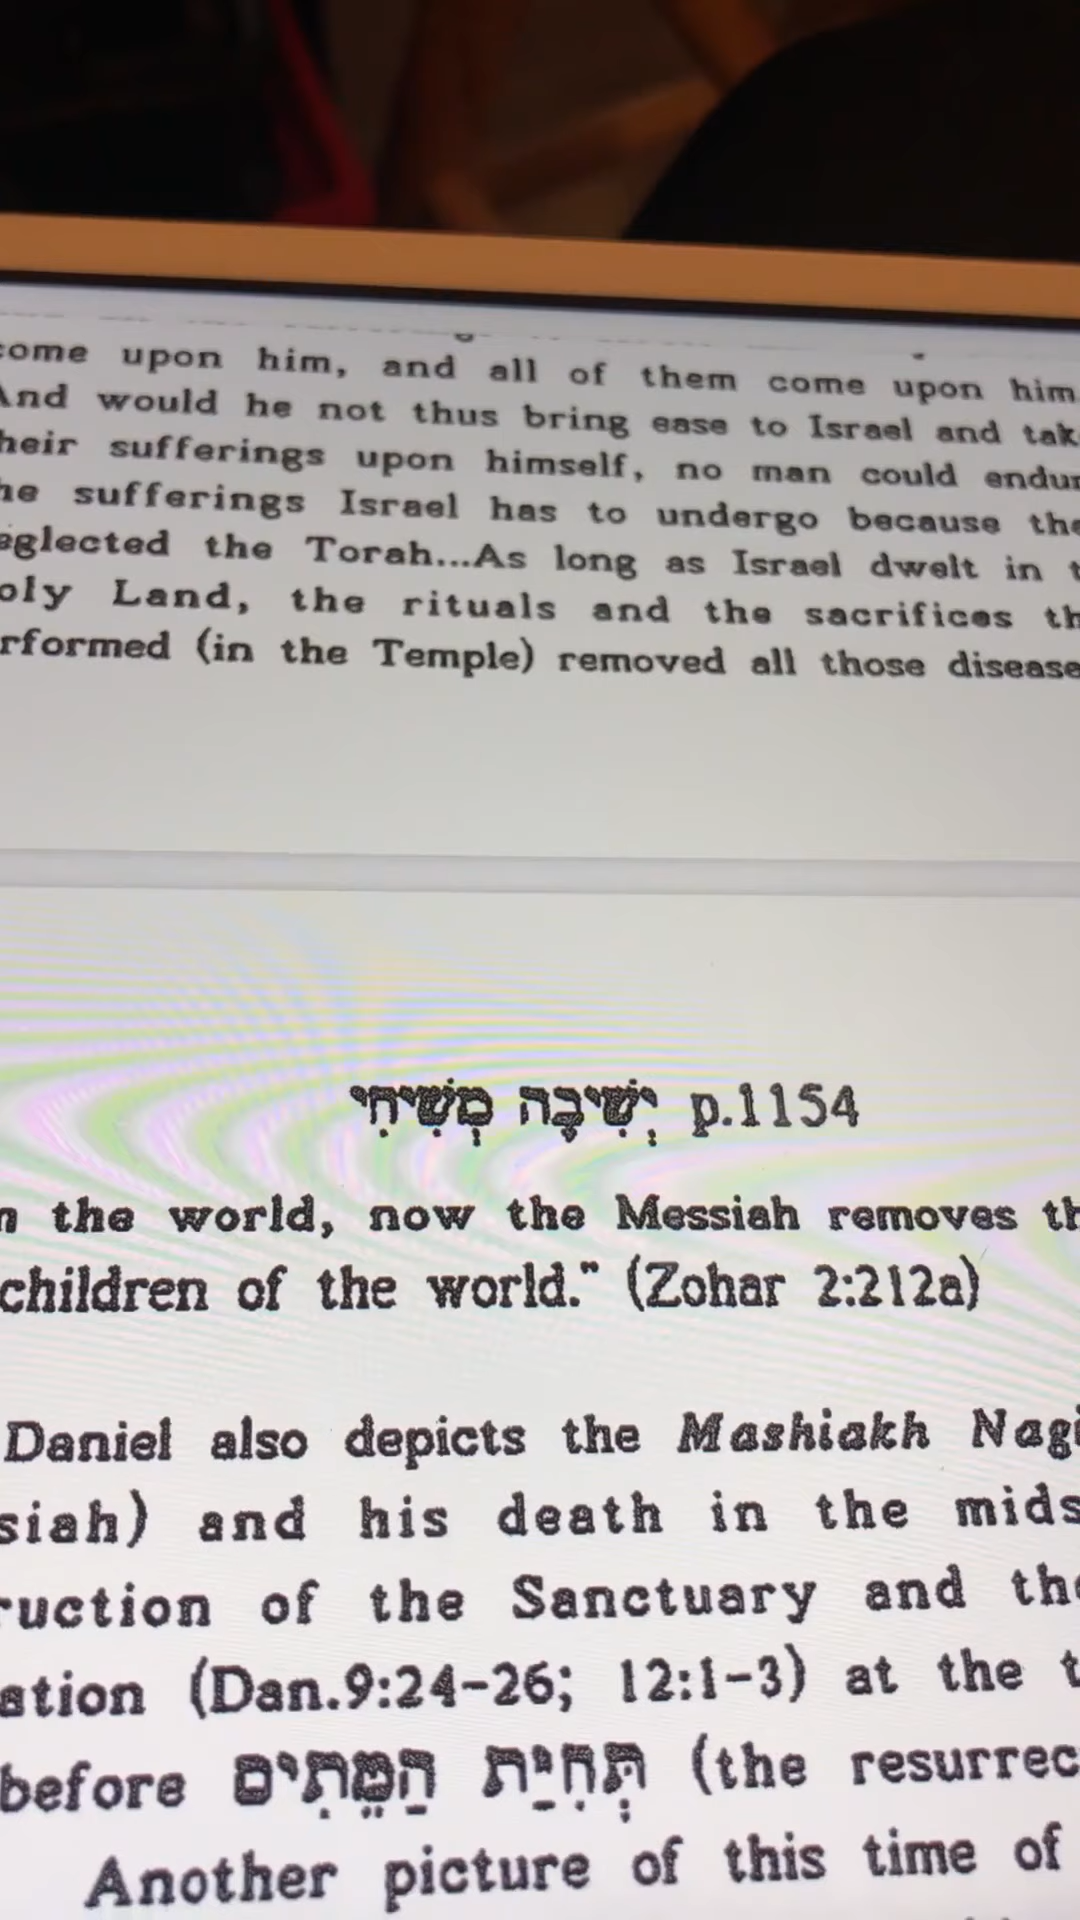 come upon him, and all of them come upon him
And would he not thus bring ease to Israel and tak
heir sufferings upon himself, no man could endur
he sufferings Israel has to undergo because the
eglected the Torah...As long as Israel dwelt in t
oly Land, the rituals and the sacrifices th
rformed (in the Temple) removed all those disease
יְשִׁיבָה מְשִׁיחִי p.1154
n the world, now the Messiah removes th
children of the world." (Zohar 2:212a)
Daniel also depicts the Mashiakh Nagi
siah) and his death in the mids
ruction of the Sanctuary and the
ation (Dan.9:24-26; 12:1-3) at the t
before תְּחִיַּת הַמֵּתִים (the resurrec
Another picture of this time of